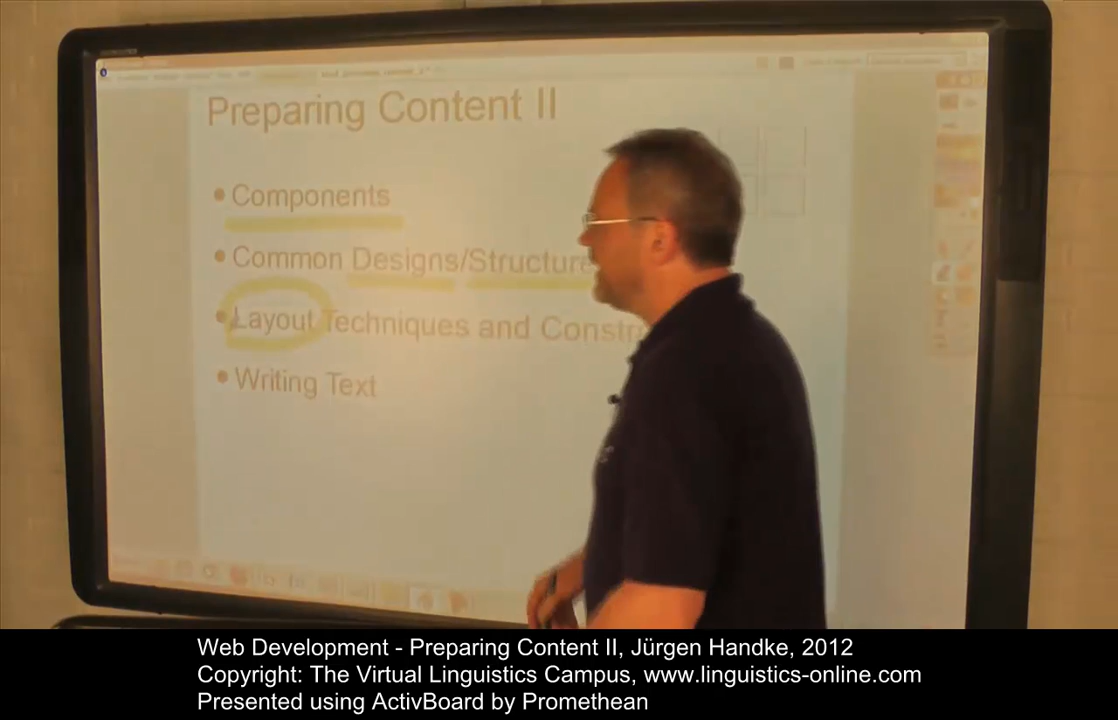 Preparing Content II
• Components
• Common Designs/Structure
• Layout Techniques and Constr
• Writing Text
Web Development - Preparing Content II, Jürgen Handke, 2012
Copyright: The Virtual Linguistics Campus, www.linguistics-online.com
Presented using ActivBoard by Promethean